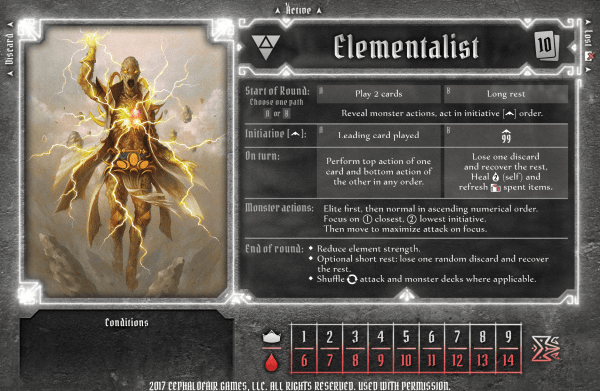 Active
Discard
Lost
Elementalist
10
Start of Round:
Choose one path
A or B
A Play 2 cards
B Long rest
Reveal monster actions, act in initiative [ ] order.
Initiative [ ]:
A Leading card played
B 99
On turn:
Perform top action of one
card and bottom action of
the other in any order.
Lose one discard
and recover the rest.
Heal 2 (self) and
refresh spent items.
Monster actions:
Elite first, then normal in ascending numerical order.
Focus on ① closest, ② lowest initiative.
Then move to maximize attack on focus.
End of round:
◆ Reduce element strength.
◆ Optional short rest: lose one random discard and recover
the rest.
◆ Shuffle attack and monster decks where applicable.
Conditions
1 2 3 4 5 6 7 8 9
6 7 8 9 10 11 12 13 14
2017 CEPHALOFAIR GAMES, LLC. ALL RIGHTS RESERVED. USED WITH PERMISSION.